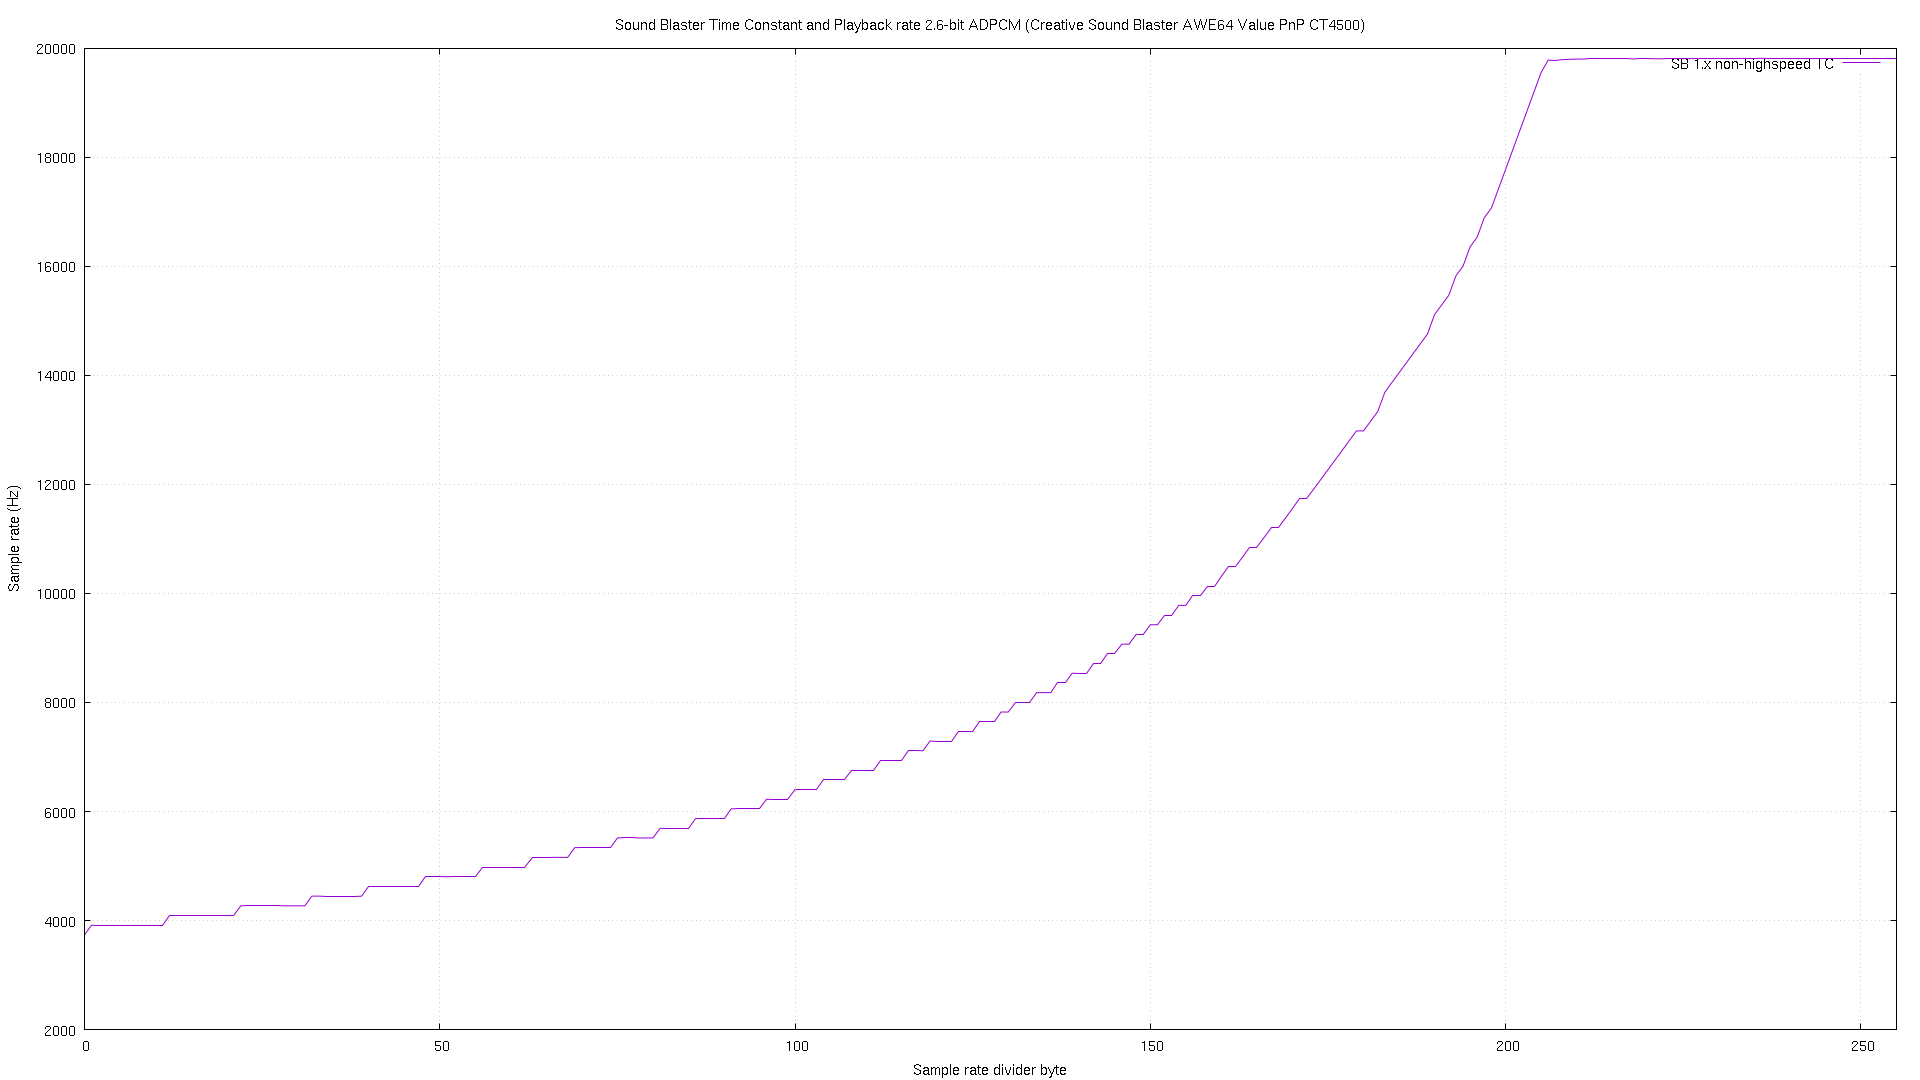 Sound Blaster Time Constant and Playback rate 2.6-bit ADPCM (Creative Sound Blaster AWE64 Value PnP CT4500)
SB 1.x non-highspeed TC
20000
18000
16000
14000
12000
10000
8000
6000
4000
2000
Sample rate (Hz)
0 50 100 150 200 250
Sample rate divider byte